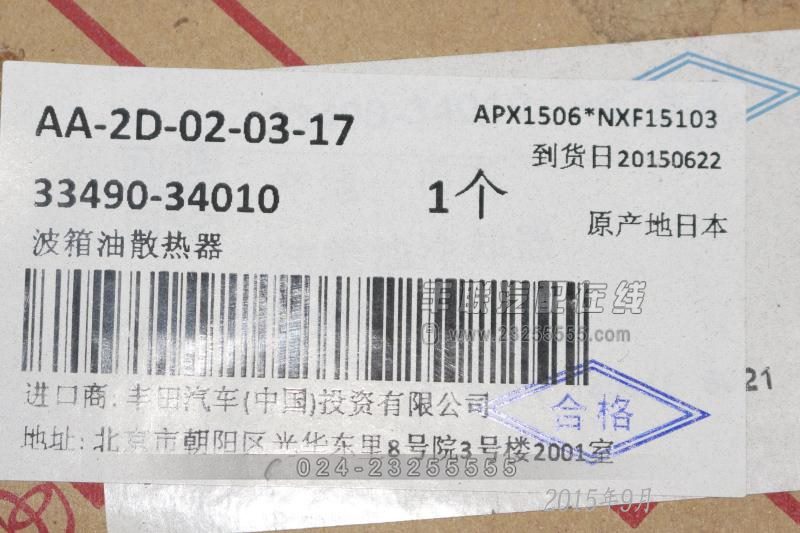 AA-2D-02-03-17
APX1506*NXF15103
到货日20150622
33490-34010
1个
原产地日本
波箱油散热器
丰联汽配在线
www.23255555.com
进口商:丰田汽车(中国)投资有限公司
合格
地址:北京市朝阳区光华东里8号院3号楼2001室
024-23255555
2015年9月
21